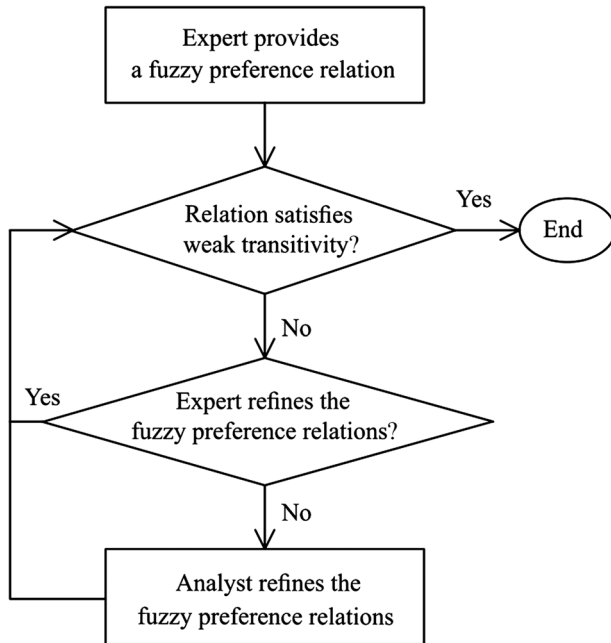 Expert provides
a fuzzy preference relation
Relation satisfies
weak transitivity?
Yes
End
No
Yes
Expert refines the
fuzzy preference relations?
No
Analyst refines the
fuzzy preference relations